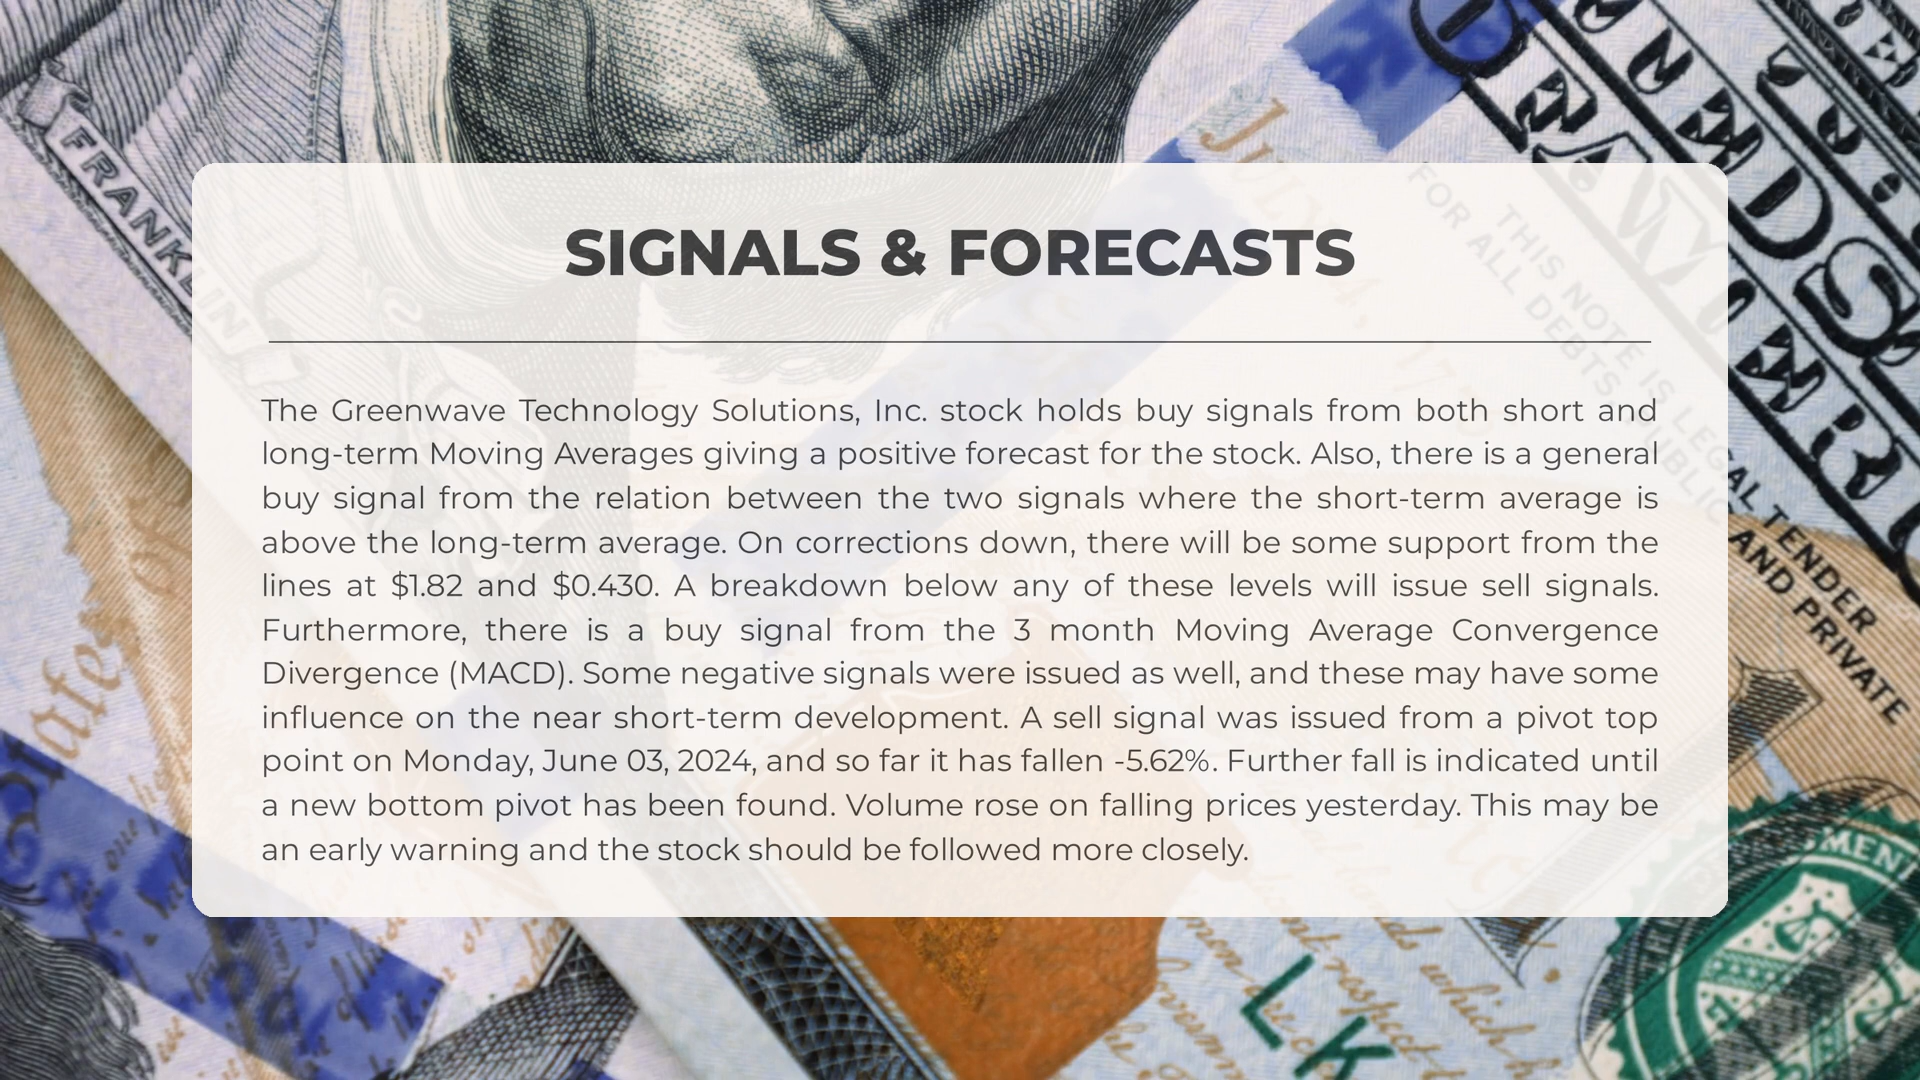 FRANKLIN
JULY 4, 1776
THIS NOTE IS LEGAL TENDER
FOR ALL DEBTS, PUBLIC AND PRIVATE
SIGNALS & FORECASTS
The Greenwave Technology Solutions, Inc. stock holds buy signals from both short and
long-term Moving Averages giving a positive forecast for the stock. Also, there is a general
buy signal from the relation between the two signals where the short-term average is
above the long-term average. On corrections down, there will be some support from the
lines at $1.82 and $0.430. A breakdown below any of these levels will issue sell signals.
Furthermore, there is a buy signal from the 3 month Moving Average Convergence
Divergence (MACD). Some negative signals were issued as well, and these may have some
influence on the near short-term development. A sell signal was issued from a pivot top
point on Monday, June 03, 2024, and so far it has fallen -5.62%. Further fall is indicated until
a new bottom pivot has been found. Volume rose on falling prices yesterday. This may be
an early warning and the stock should be followed more closely.
LK